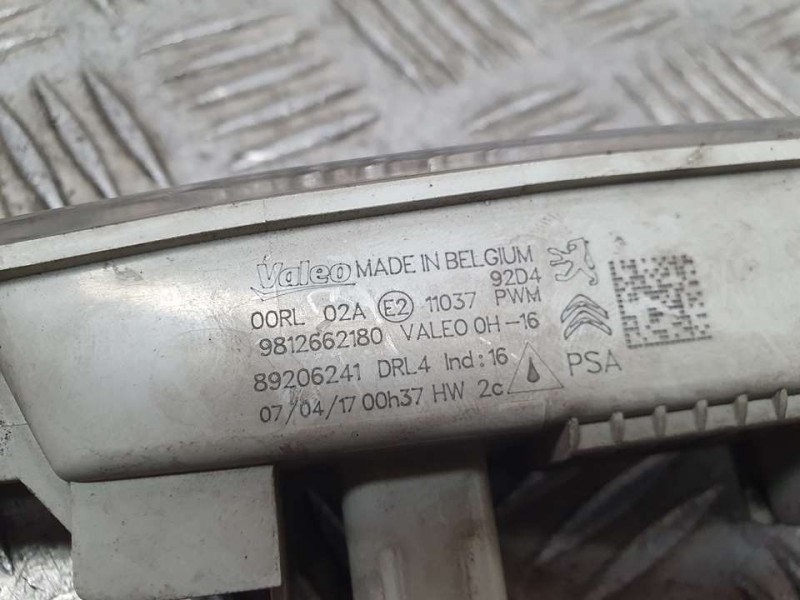 Valeo MADE IN BELGIUM
92D4
00RL 02A E2 11037 PWM
9812662180 VALEO 0H-16
89206241 DRL4 Ind:16 PSA
07/04/17 00h37 HW 2c